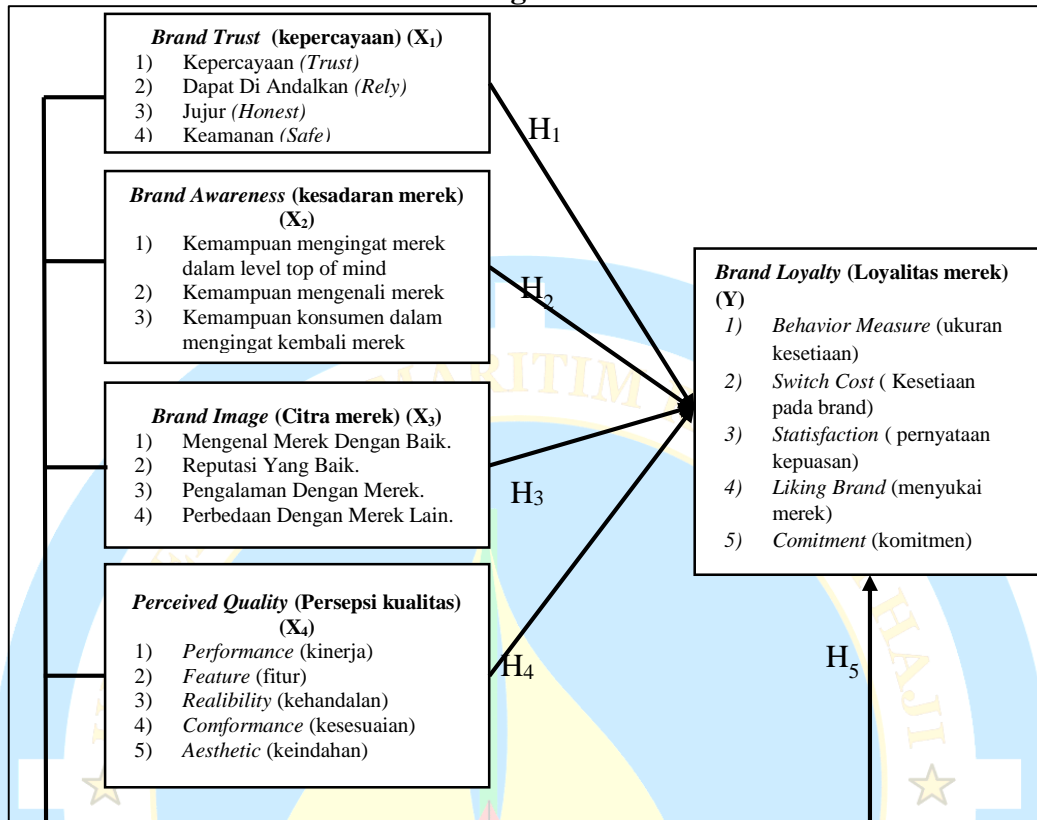 Brand Trust (kepercayaan) (X1)
1) Kepercayaan (Trust)
2) Dapat Di Andalkan (Rely)
3) Jujur (Honest)
4) Keamanan (Safe)
H1
Brand Awareness (kesadaran merek)
(X2)
1) Kemampuan mengingat merek
dalam level top of mind
2) Kemampuan mengenali merek
3) Kemampuan konsumen dalam
mengingat kembali merek
H2
Brand Image (Citra merek) (X3)
1) Mengenal Merek Dengan Baik.
2) Reputasi Yang Baik.
3) Pengalaman Dengan Merek.
4) Perbedaan Dengan Merek Lain.
H3
Perceived Quality (Persepsi kualitas)
(X4)
1) Performance (kinerja)
2) Feature (fitur)
3) Realibility (kehandalan)
4) Comformance (kesesuaian)
5) Aesthetic (keindahan)
H4
Brand Loyalty (Loyalitas merek)
(Y)
1) Behavior Measure (ukuran
kesetiaan)
2) Switch Cost ( Kesetiaan
pada brand)
3) Statisfaction ( pernyataan
kepuasan)
4) Liking Brand (menyukai
merek)
5) Comitment (komitmen)
H5
MARITIM
HAJI